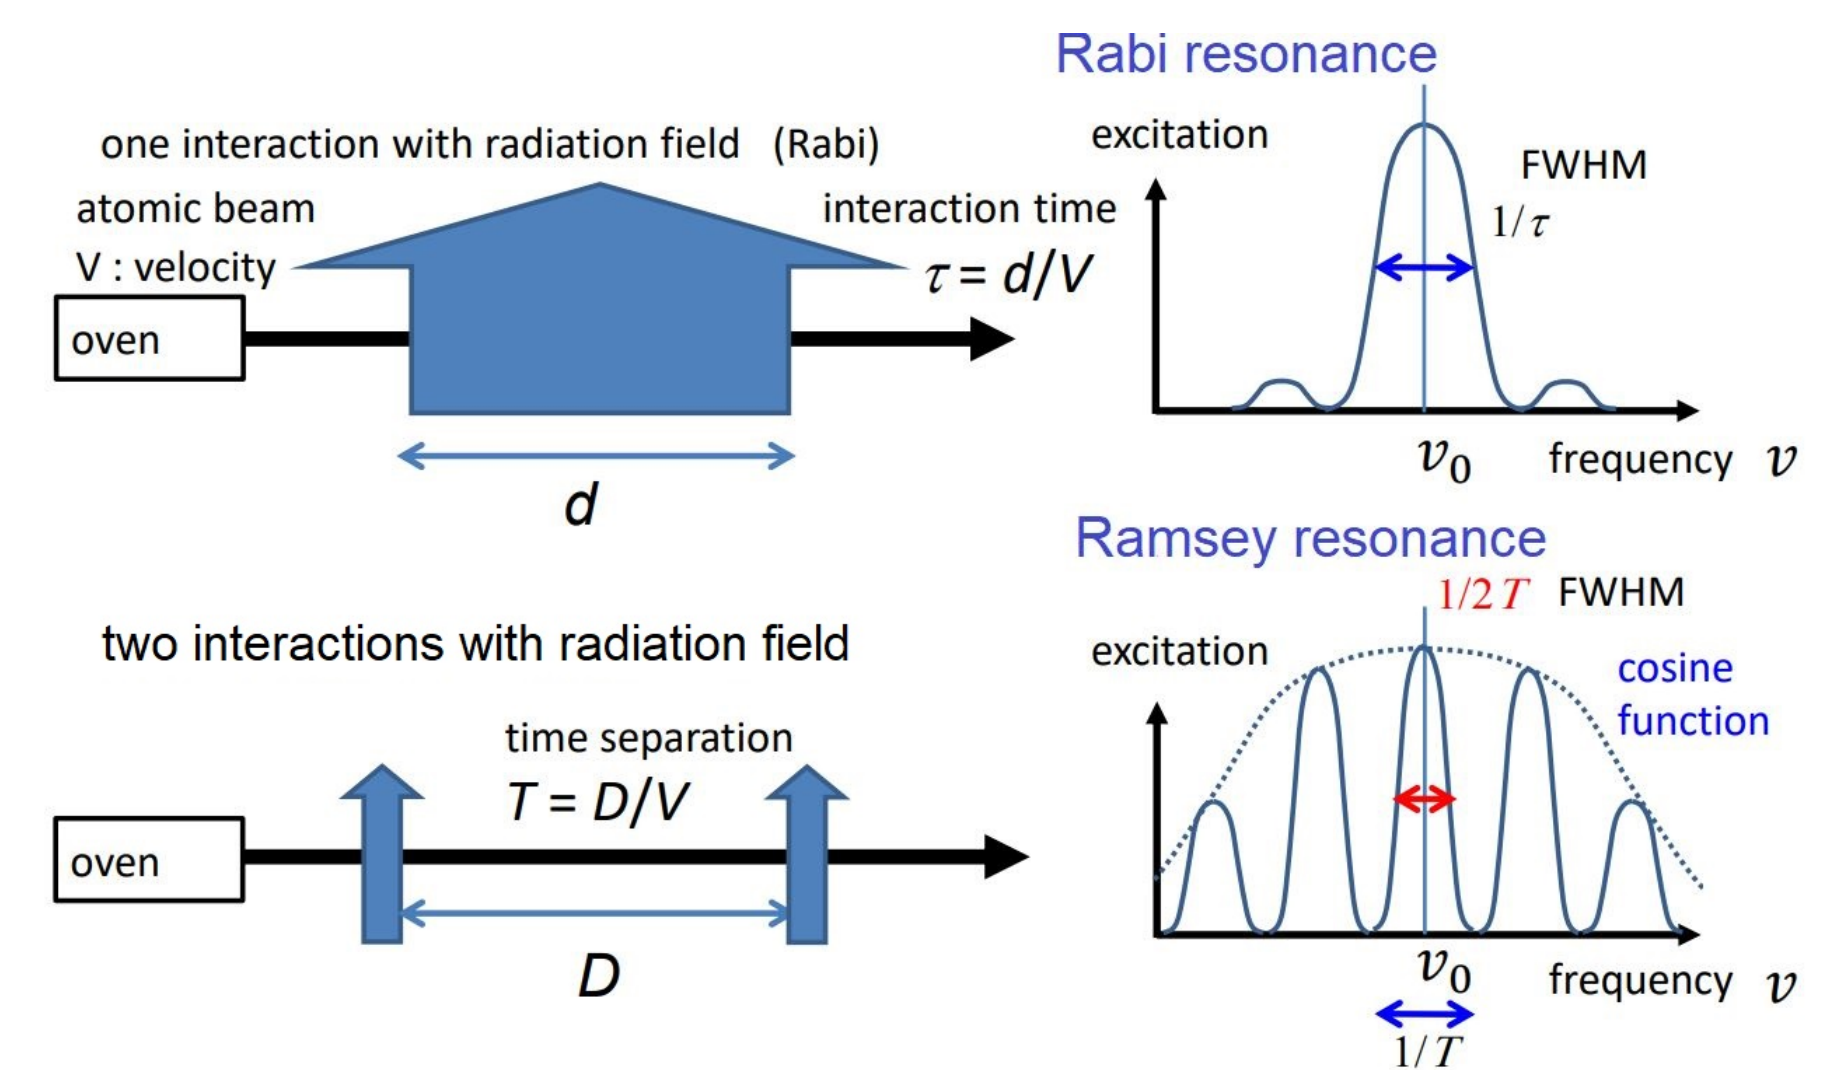 Rabi resonance
one interaction with radiation field (Rabi)
atomic beam
V : velocity
oven
interaction time
τ = d/V
d
excitation
FWHM
1/τ
ν₀
frequency ν
Ramsey resonance
two interactions with radiation field
time separation
T = D/V
oven
D
1/2T FWHM
excitation
cosine
function
ν₀
frequency ν
1/T